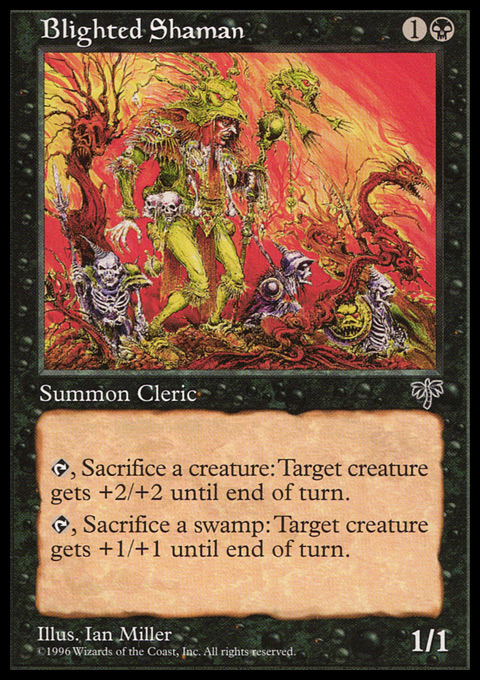 Blighted Shaman 1
Summon Cleric
, Sacrifice a creature: Target creature
gets +2/+2 until end of turn.
, Sacrifice a swamp: Target creature
gets +1/+1 until end of turn.
Illus. Ian Miller
©1996 Wizards of the Coast, Inc. All rights reserved.
1/1